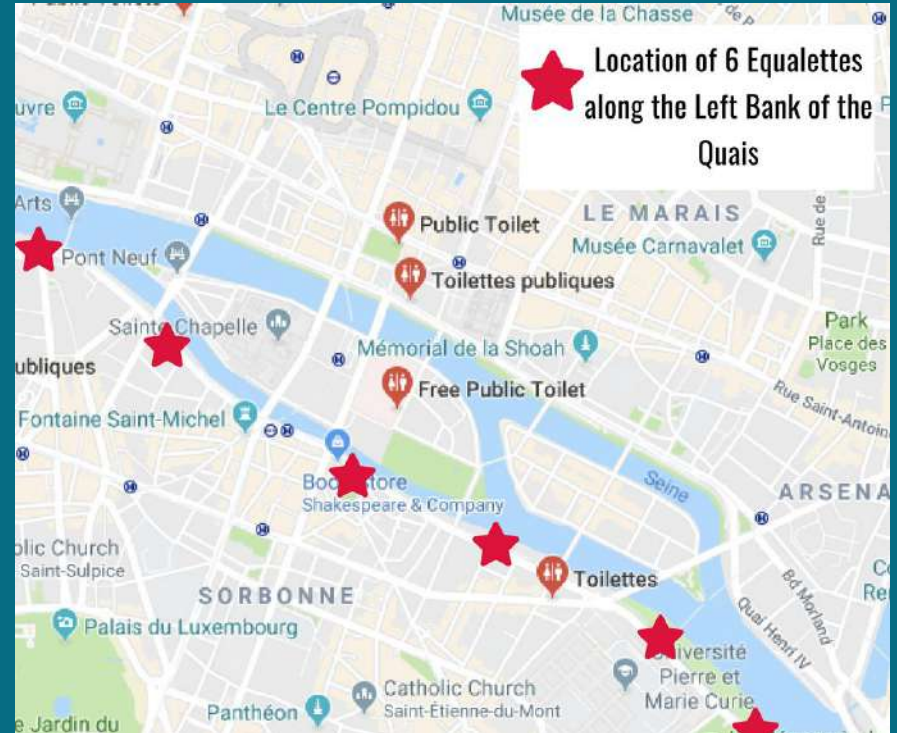 Musée de la Chasse
Location of 6 Equalettes
along the Left Bank of the
Quais
uvre
Le Centre Pompidou
Arts
Public Toilet
LE MARAIS
Rue de
Pont Neuf
Musée Carnavalet
Toilettes publiques
Sainte Chapelle
Mémorial de la Shoah
Park
Place des
Vosges
ubliques
Free Public Toilet
Rue Saint-Antoin
Fontaine Saint-Michel
Seine
Bookstore
Shakespeare & Company
ARSENA
olic Church
Saint-Sulpice
Toilettes
SORBONNE
Bd Morland
Quai Henri IV
Palais du Luxembourg
iversité
Pierre et
Marie Curie
Catholic Church
Saint-Étienne-du-Mont
Panthéon
e Jardin du